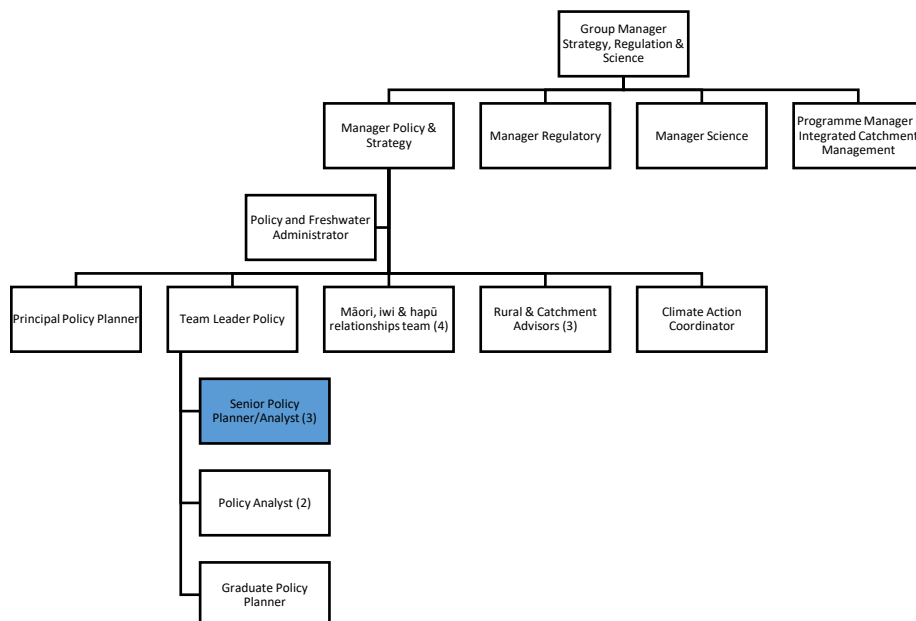 Group Manager
Strategy, Regulation &
Science
Manager Policy &
Strategy
Manager Regulatory
Manager Science
Programme Manager
Integrated Catchment
Management
Policy and Freshwater
Administrator
Principal Policy Planner
Team Leader Policy
Māori, iwi & hapū
relationships team (4)
Rural & Catchment
Advisors (3)
Climate Action
Coordinator
Senior Policy
Planner/Analyst (3)
Policy Analyst (2)
Graduate Policy
Planner